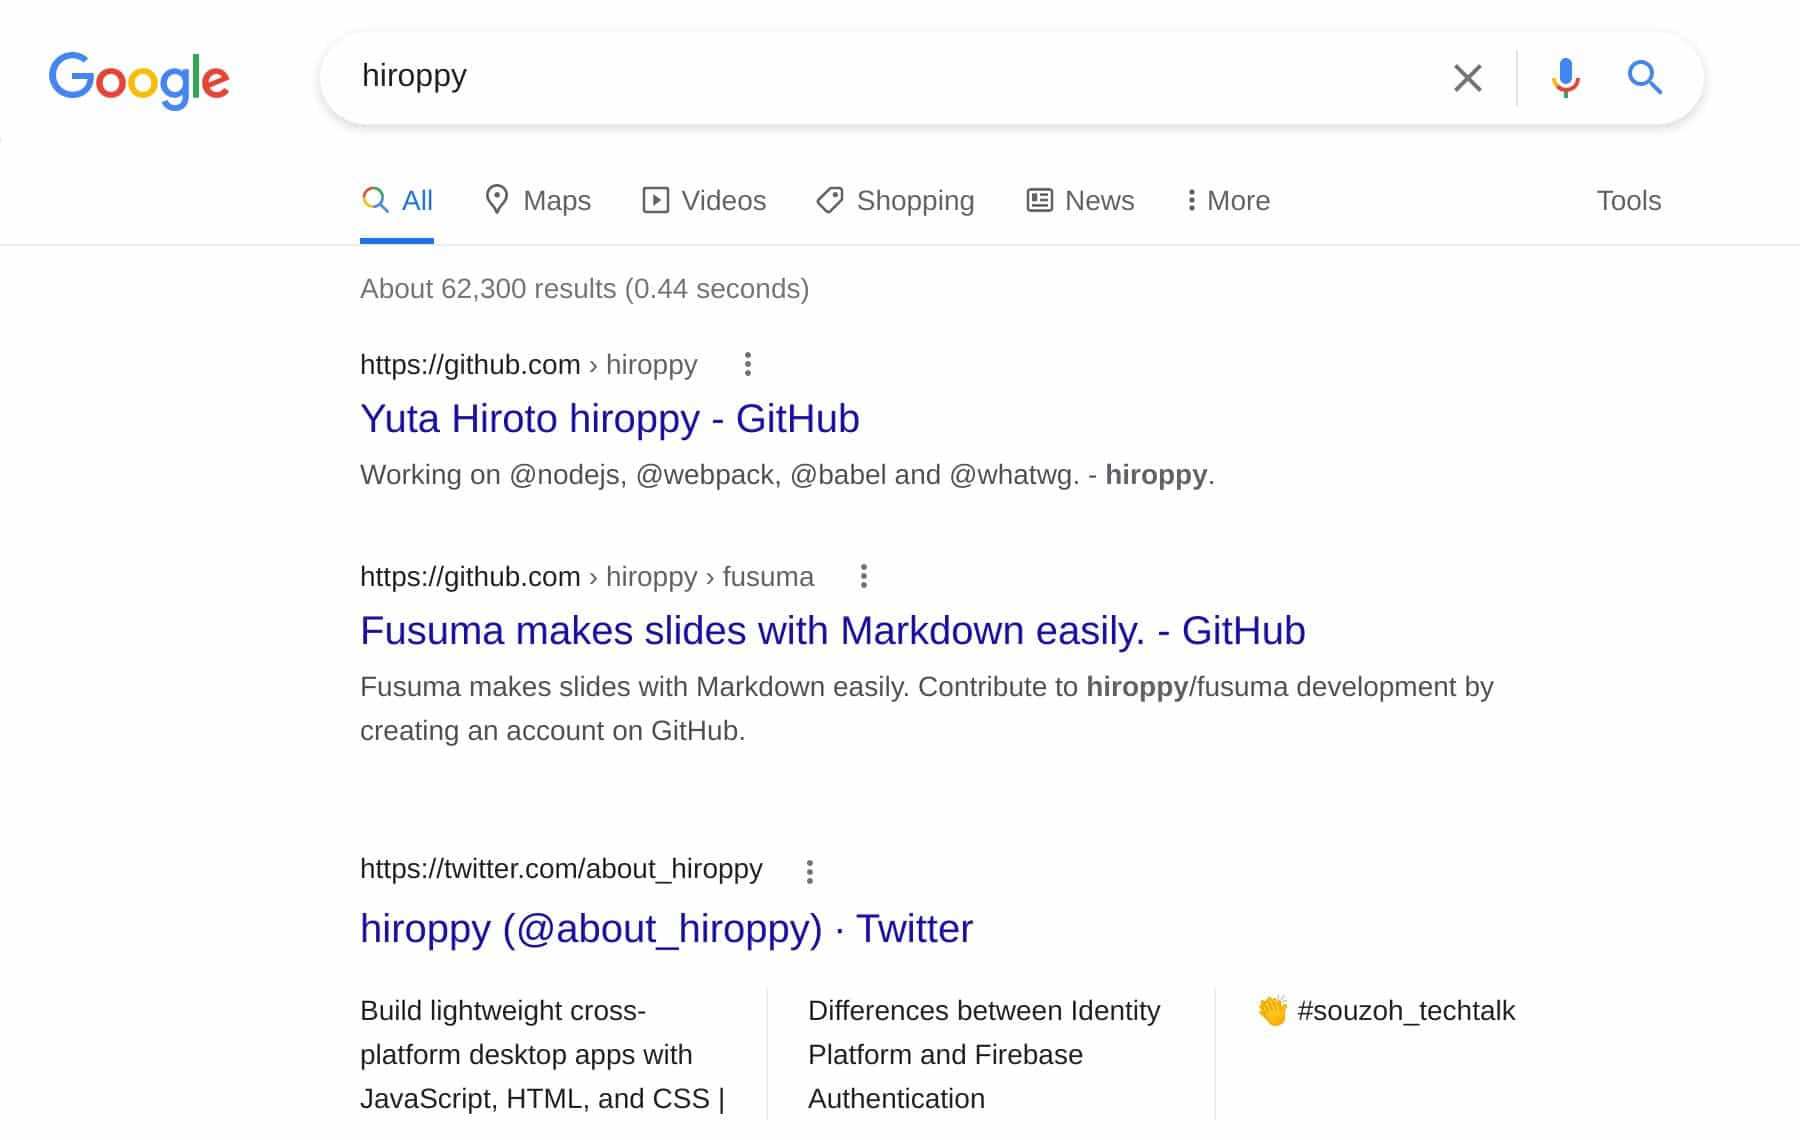 Google
hiroppy
All Maps Videos Shopping News More Tools
About 62,300 results (0.44 seconds)
https://github.com › hiroppy
Yuta Hiroto hiroppy - GitHub
Working on @nodejs, @webpack, @babel and @whatwg. - hiroppy.
https://github.com › hiroppy › fusuma
Fusuma makes slides with Markdown easily. - GitHub
Fusuma makes slides with Markdown easily. Contribute to hiroppy/fusuma development by
creating an account on GitHub.
https://twitter.com/about_hiroppy
hiroppy (@about_hiroppy) · Twitter
Build lightweight cross-
platform desktop apps with
JavaScript, HTML, and CSS |
Differences between Identity
Platform and Firebase
Authentication
👏 #souzoh_techtalk